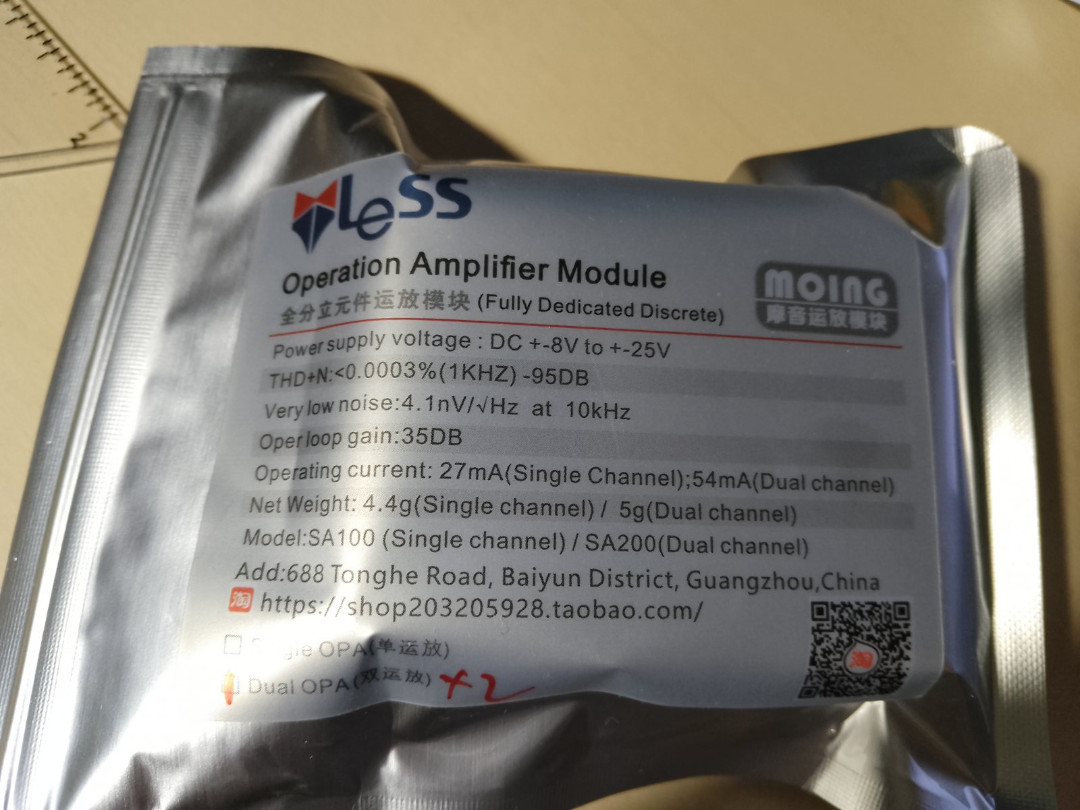 2
LeSS
Operation Amplifier Module
全分立元件运放模块 (Fully Dedicated Discrete)
MOING
摩音运放模块
Power supply voltage : DC +-8V to +-25V
THD+N:<0.0003%(1KHZ) -95DB
Very low noise:4.1nV/√Hz at 10kHz
Oper loop gain:35DB
Operating current: 27mA(Single Channel);54mA(Dual channel)
Net Weight: 4.4g(Single channel) / 5g(Dual channel)
Model:SA100 (Single channel) / SA200(Dual channel)
Add:688 Tonghe Road, Baiyun District, Guangzhou,China
淘 https://shop203205928.taobao.com/
Single OPA(单运放)
Dual OPA(双运放) ×2
淘